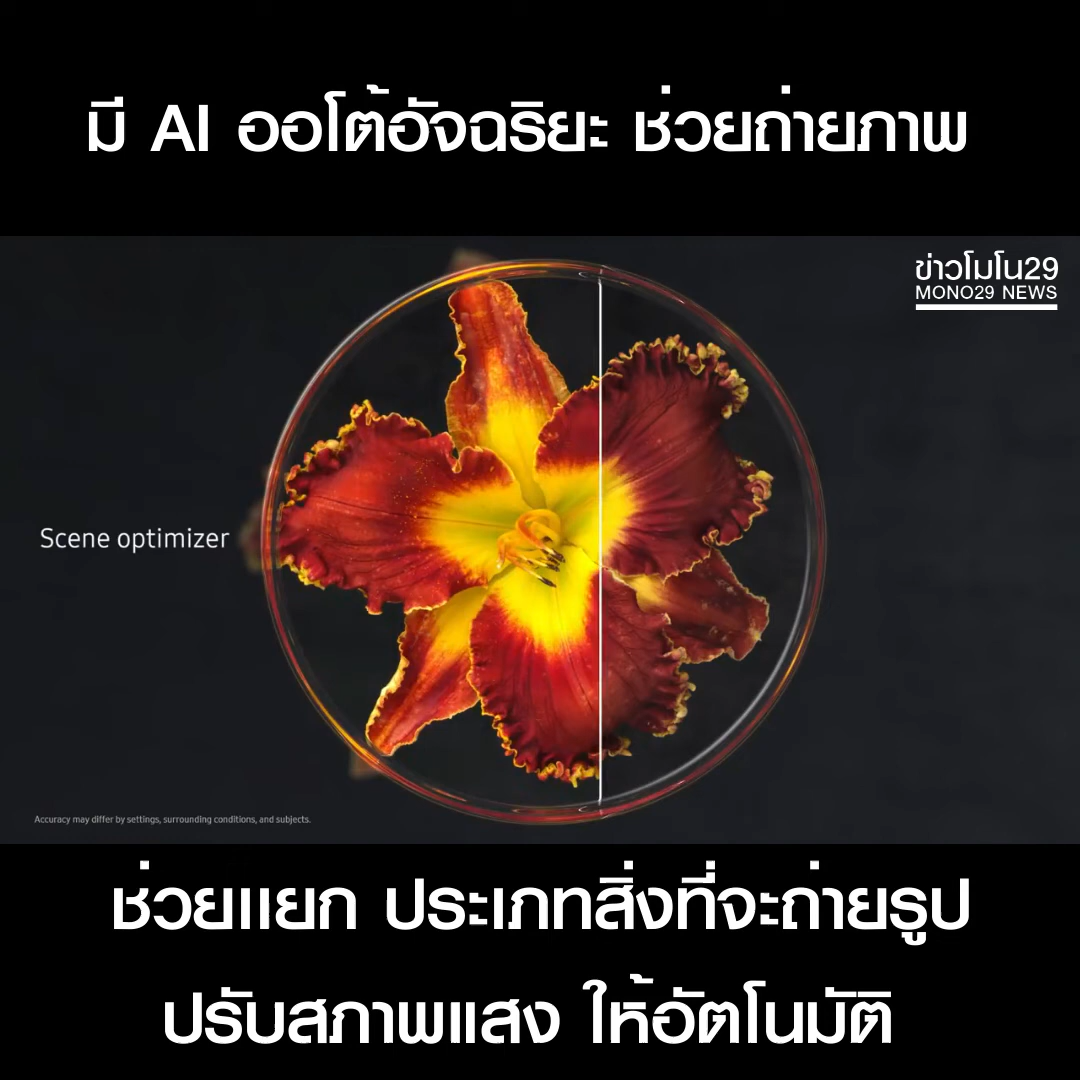 มี AI ออโต้อัจฉริยะ ช่วยถ่ายภาพ
ข่าวโมโน29
MONO29 NEWS
Scene optimizer
Accuracy may differ by settings, surrounding conditions, and subjects.
ช่วยแยก ประเภทสิ่งที่จะถ่ายรูป
ปรับสภาพแสง ให้อัตโนมัติ